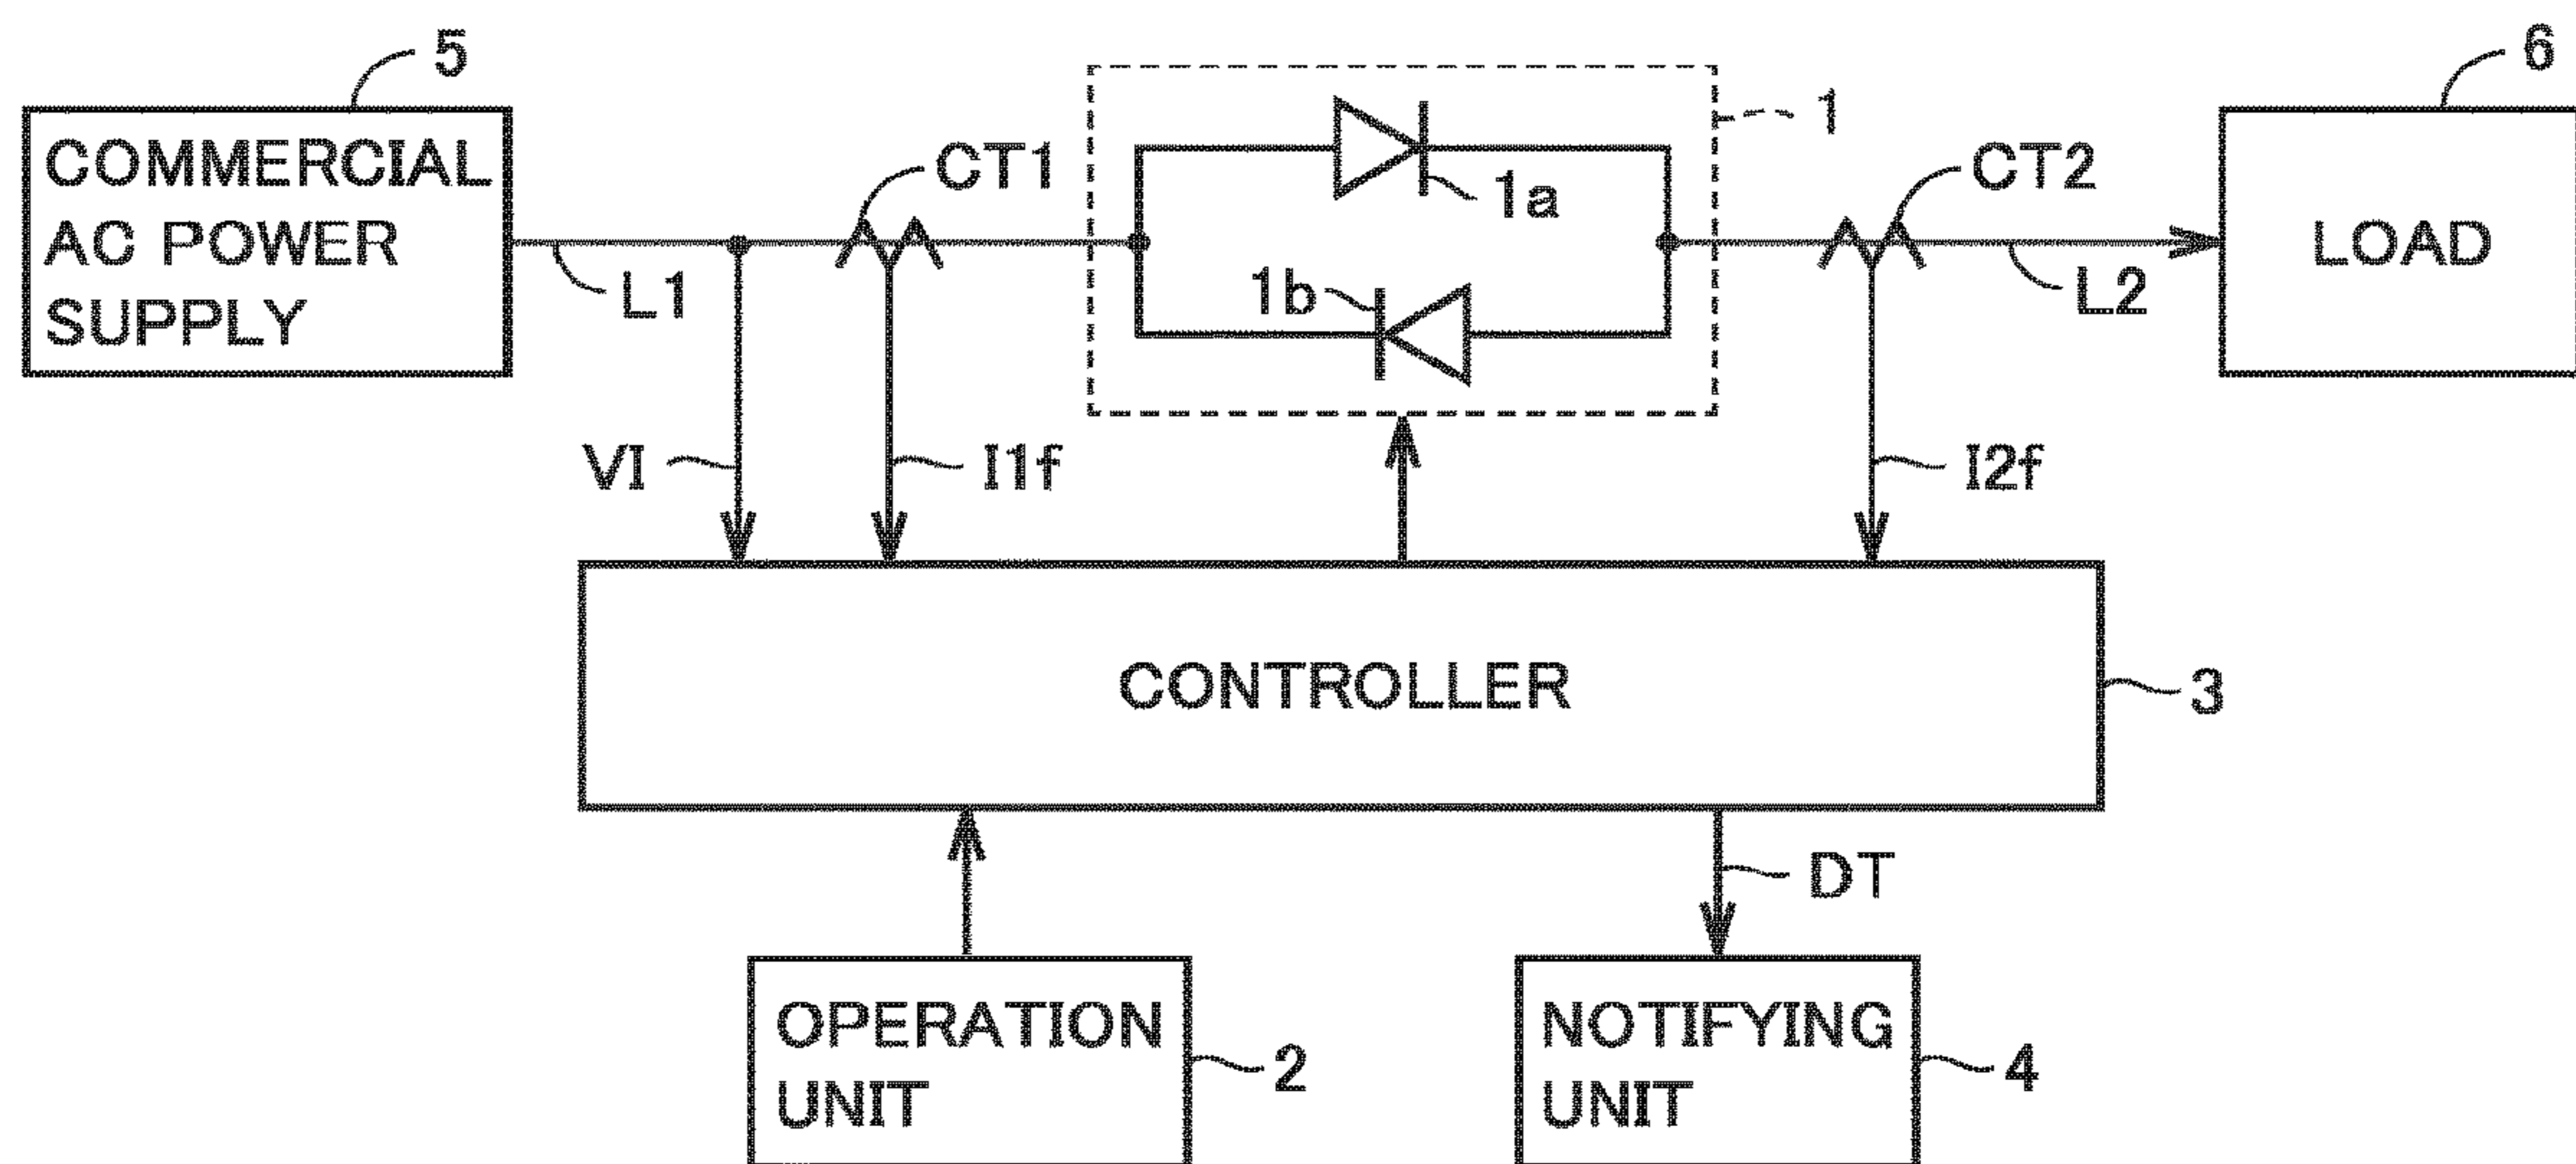 5
6
1
COMMERCIAL
AC POWER
SUPPLY
CT1
1a
CT2
LOAD
L1
1b
L2
VI
I1f
I2f
CONTROLLER
3
DT
OPERATION
UNIT
2
NOTIFYING
UNIT
4